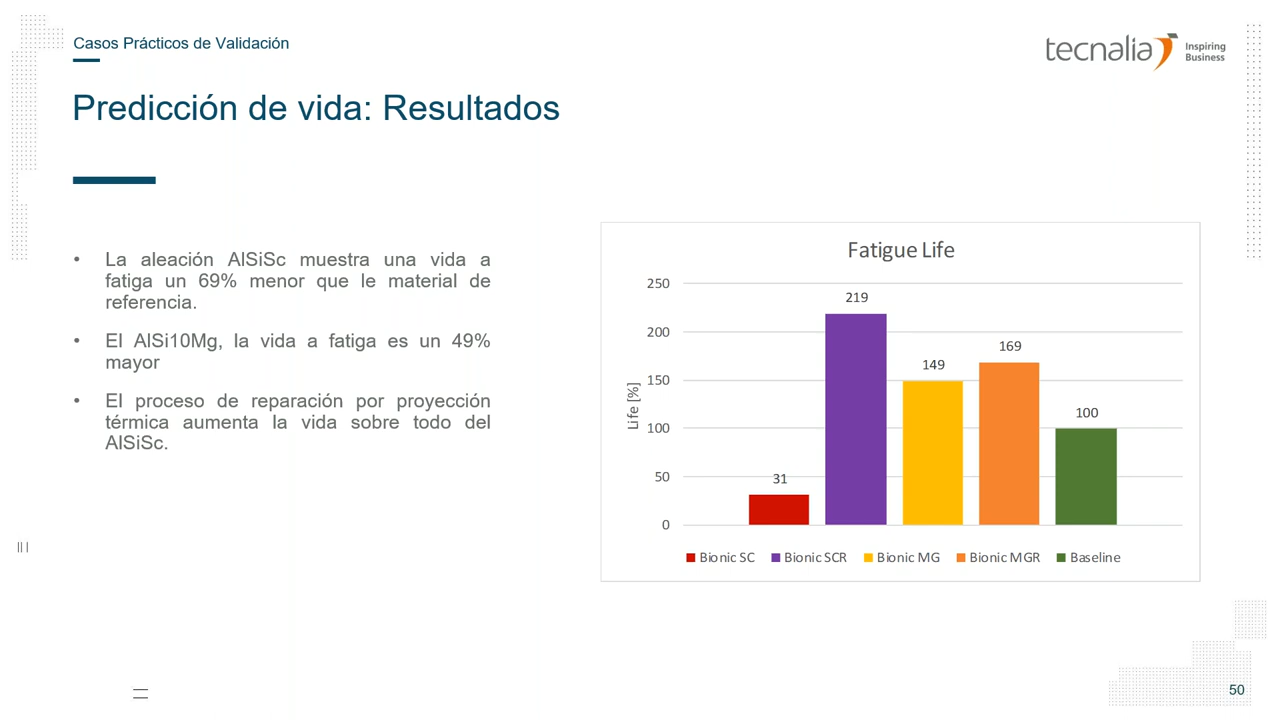 Casos Prácticos de Validación
tecnalia Inspiring
Business
Predicción de vida: Resultados
• La aleación AlSiSc muestra una vida a
fatiga un 69% menor que le material de
referencia.
• El AlSi10Mg, la vida a fatiga es un 49%
mayor
• El proceso de reparación por proyección
térmica aumenta la vida sobre todo del
AlSiSc.
Fatigue Life
Life [%]
250
200
150
100
50
0
31
219
149
169
100
Bionic SC Bionic SCR Bionic MG Bionic MGR Baseline
50